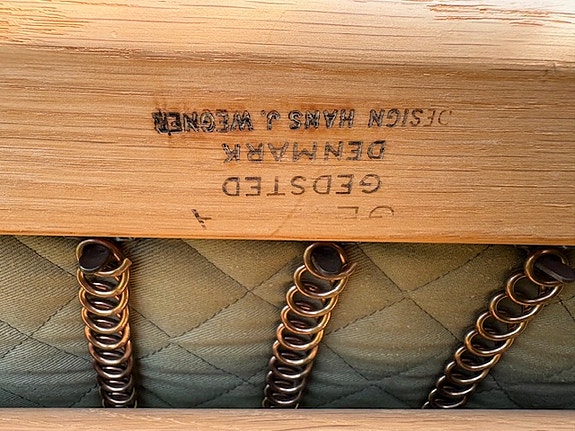 GEDSTED
DENMARK
DESIGN HANS J. WEGNER